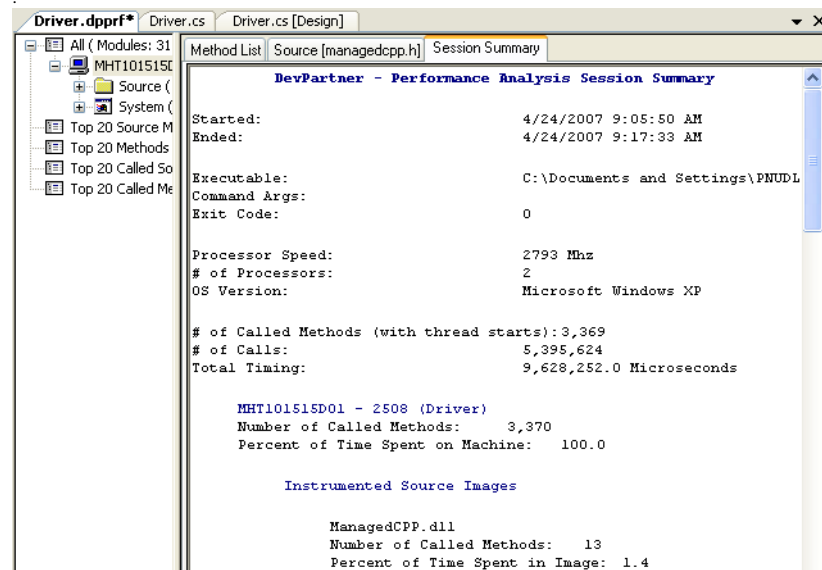 Driver.dpprf* Driver.cs Driver.cs [Design]
All ( Modules: 31
MHT101515D
Source (
System (
Top 20 Source M
Top 20 Methods
Top 20 Called So
Top 20 Called Me
Method List Source [managedcpp.h] Session Summary
DevPartner - Performance Analysis Session Summary
Started: 4/24/2007 9:05:50 AM
Ended: 4/24/2007 9:17:33 AM
Executable: C:\Documents and Settings\PNUDL
Command Args:
Exit Code: 0
Processor Speed: 2793 Mhz
# of Processors: 2
OS Version: Microsoft Windows XP
# of Called Methods (with thread starts): 3,369
# of Calls: 5,395,624
Total Timing: 9,628,252.0 Microseconds
MHT101515D01 - 2508 (Driver)
Number of Called Methods: 3,370
Percent of Time Spent on Machine: 100.0
Instrumented Source Images
ManagedCPP.dll
Number of Called Methods: 13
Percent of Time Spent in Image: 1.4